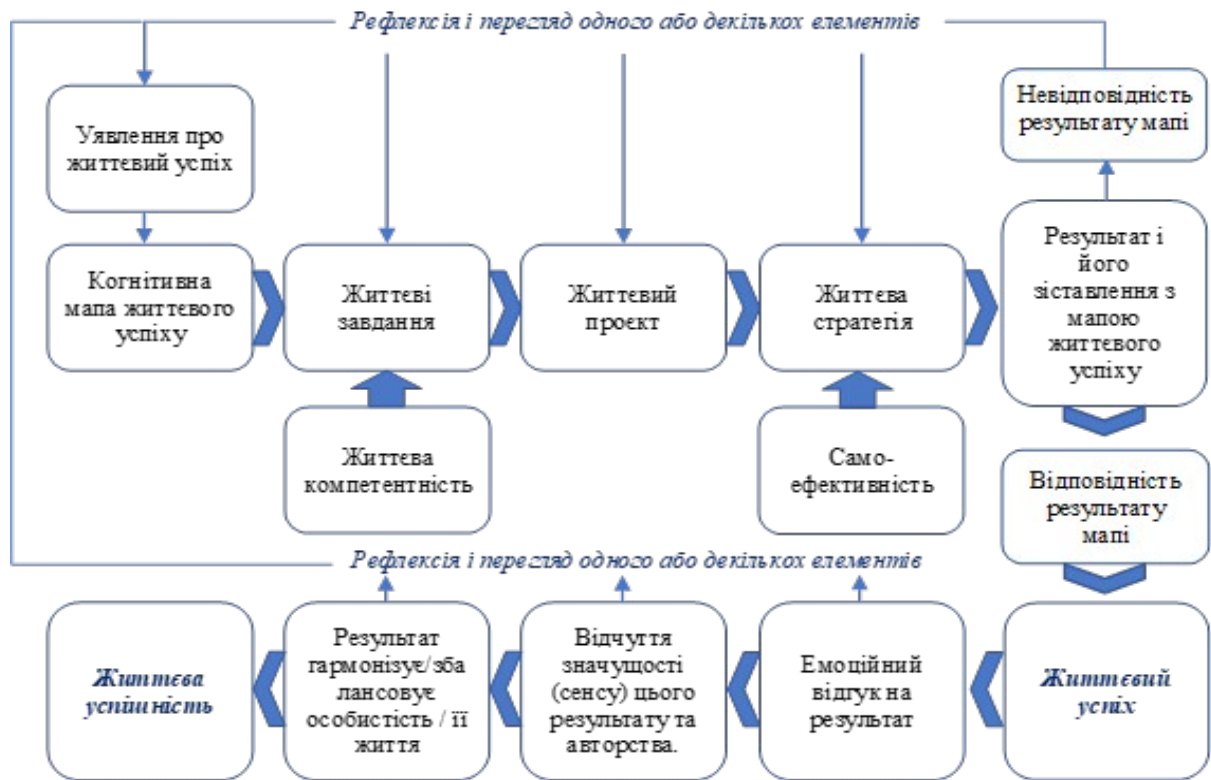 Рефлексія і перегляд одного або декількох елементів
Уявлення про
життєвий успіх
Невідповідність
результату мапі
Когнітивна
мапа життєвого
успіху
Життєві
завдання
Життєвий
проєкт
Життєва
стратегія
Результат і
його
зіставлення з
мапою
життєвого
успіху
Життєва
компетентність
Само-
ефективність
Відповідність
результату
мапі
Рефлексія і перегляд одного або декількох елементів
Життєва
успішність
Результат
гармонізує/зба
лансовує
особистість / її
життя
Відчуття
значущості
(сенсу) цього
результату та
авторства.
Емоційний
відгук на
результат
Життєвий
успіх